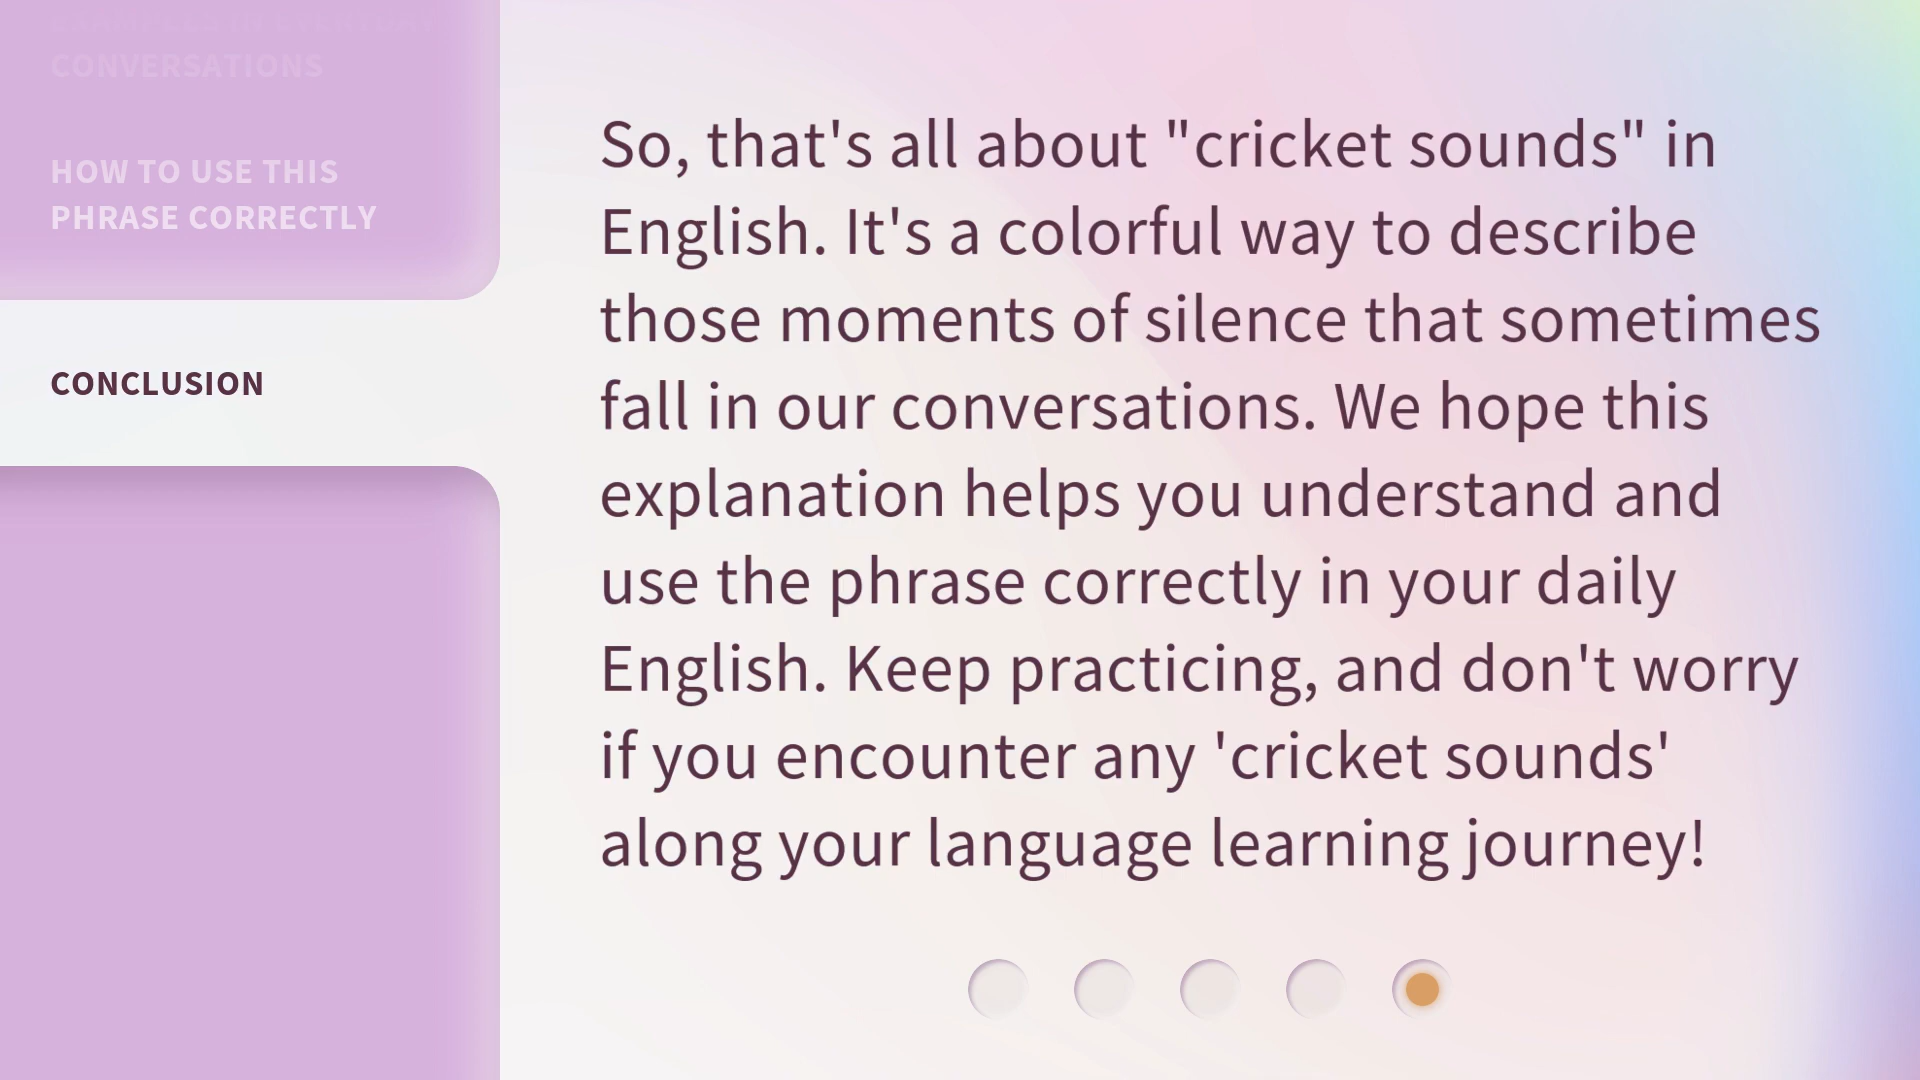 EXAMPLES IN EVERYDAY
CONVERSATIONS
HOW TO USE THIS
PHRASE CORRECTLY
CONCLUSION
So, that's all about "cricket sounds" in
English. It's a colorful way to describe
those moments of silence that sometimes
fall in our conversations. We hope this
explanation helps you understand and
use the phrase correctly in your daily
English. Keep practicing, and don't worry
if you encounter any 'cricket sounds'
along your language learning journey!